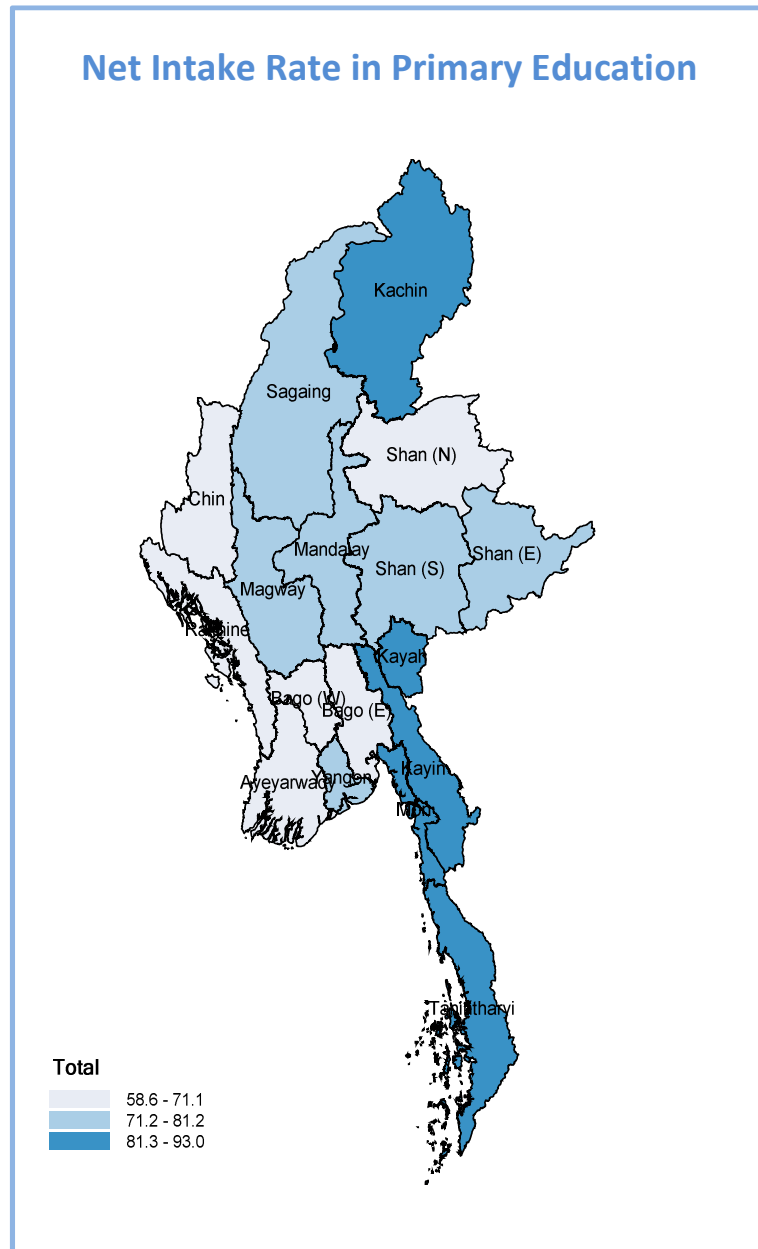 Net Intake Rate in Primary Education
Kachin
Sagaing
Shan (N)
Chin
Mandalay
Shan (E)
Shan (S)
Magway
Rakhine
Kayah
Bago (W)
Bago (E)
Kayin
Yangon
Ayeyarwady
Mon
Tanintharyi
Total
58.6 - 71.1
71.2 - 81.2
81.3 - 93.0